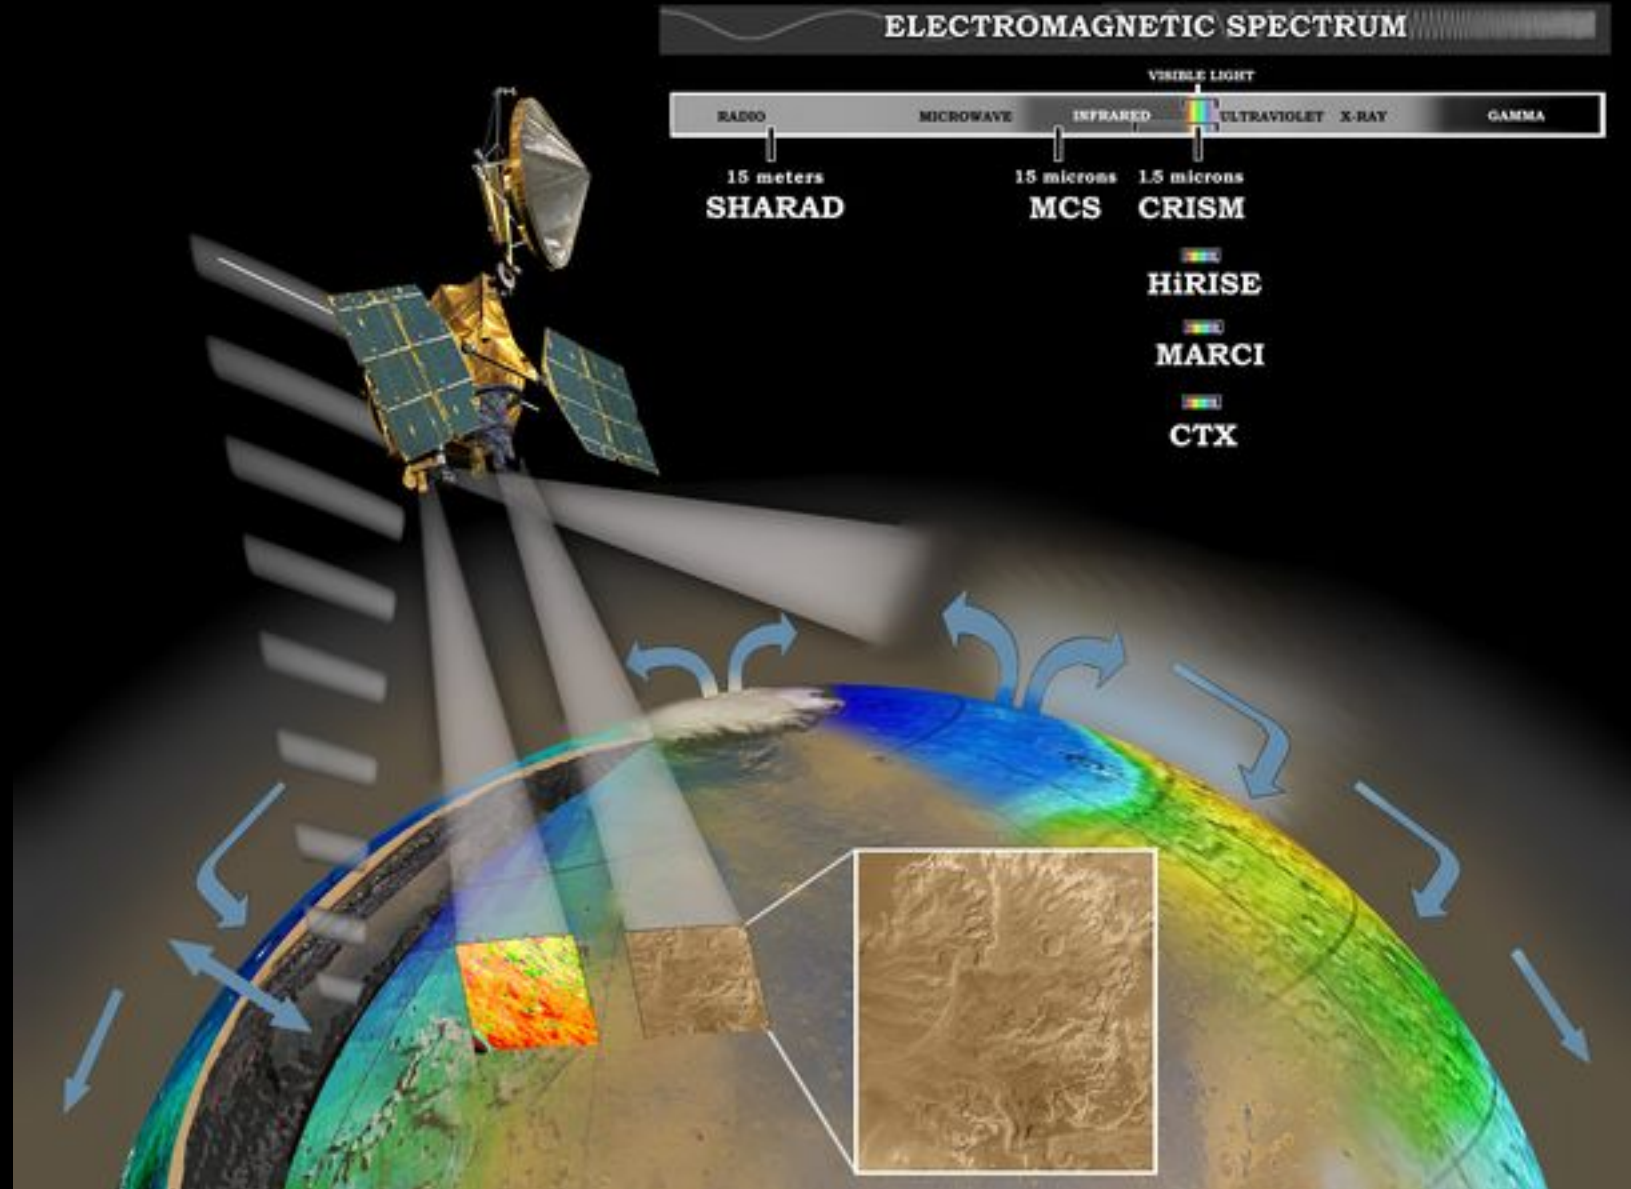 ELECTROMAGNETIC SPECTRUM
VISIBLE LIGHT
RADIO MICROWAVE INFRARED ULTRAVIOLET X-RAY GAMMA
15 meters 15 microns 1.5 microns
SHARAD MCS CRISM
HiRISE
MARCI
CTX